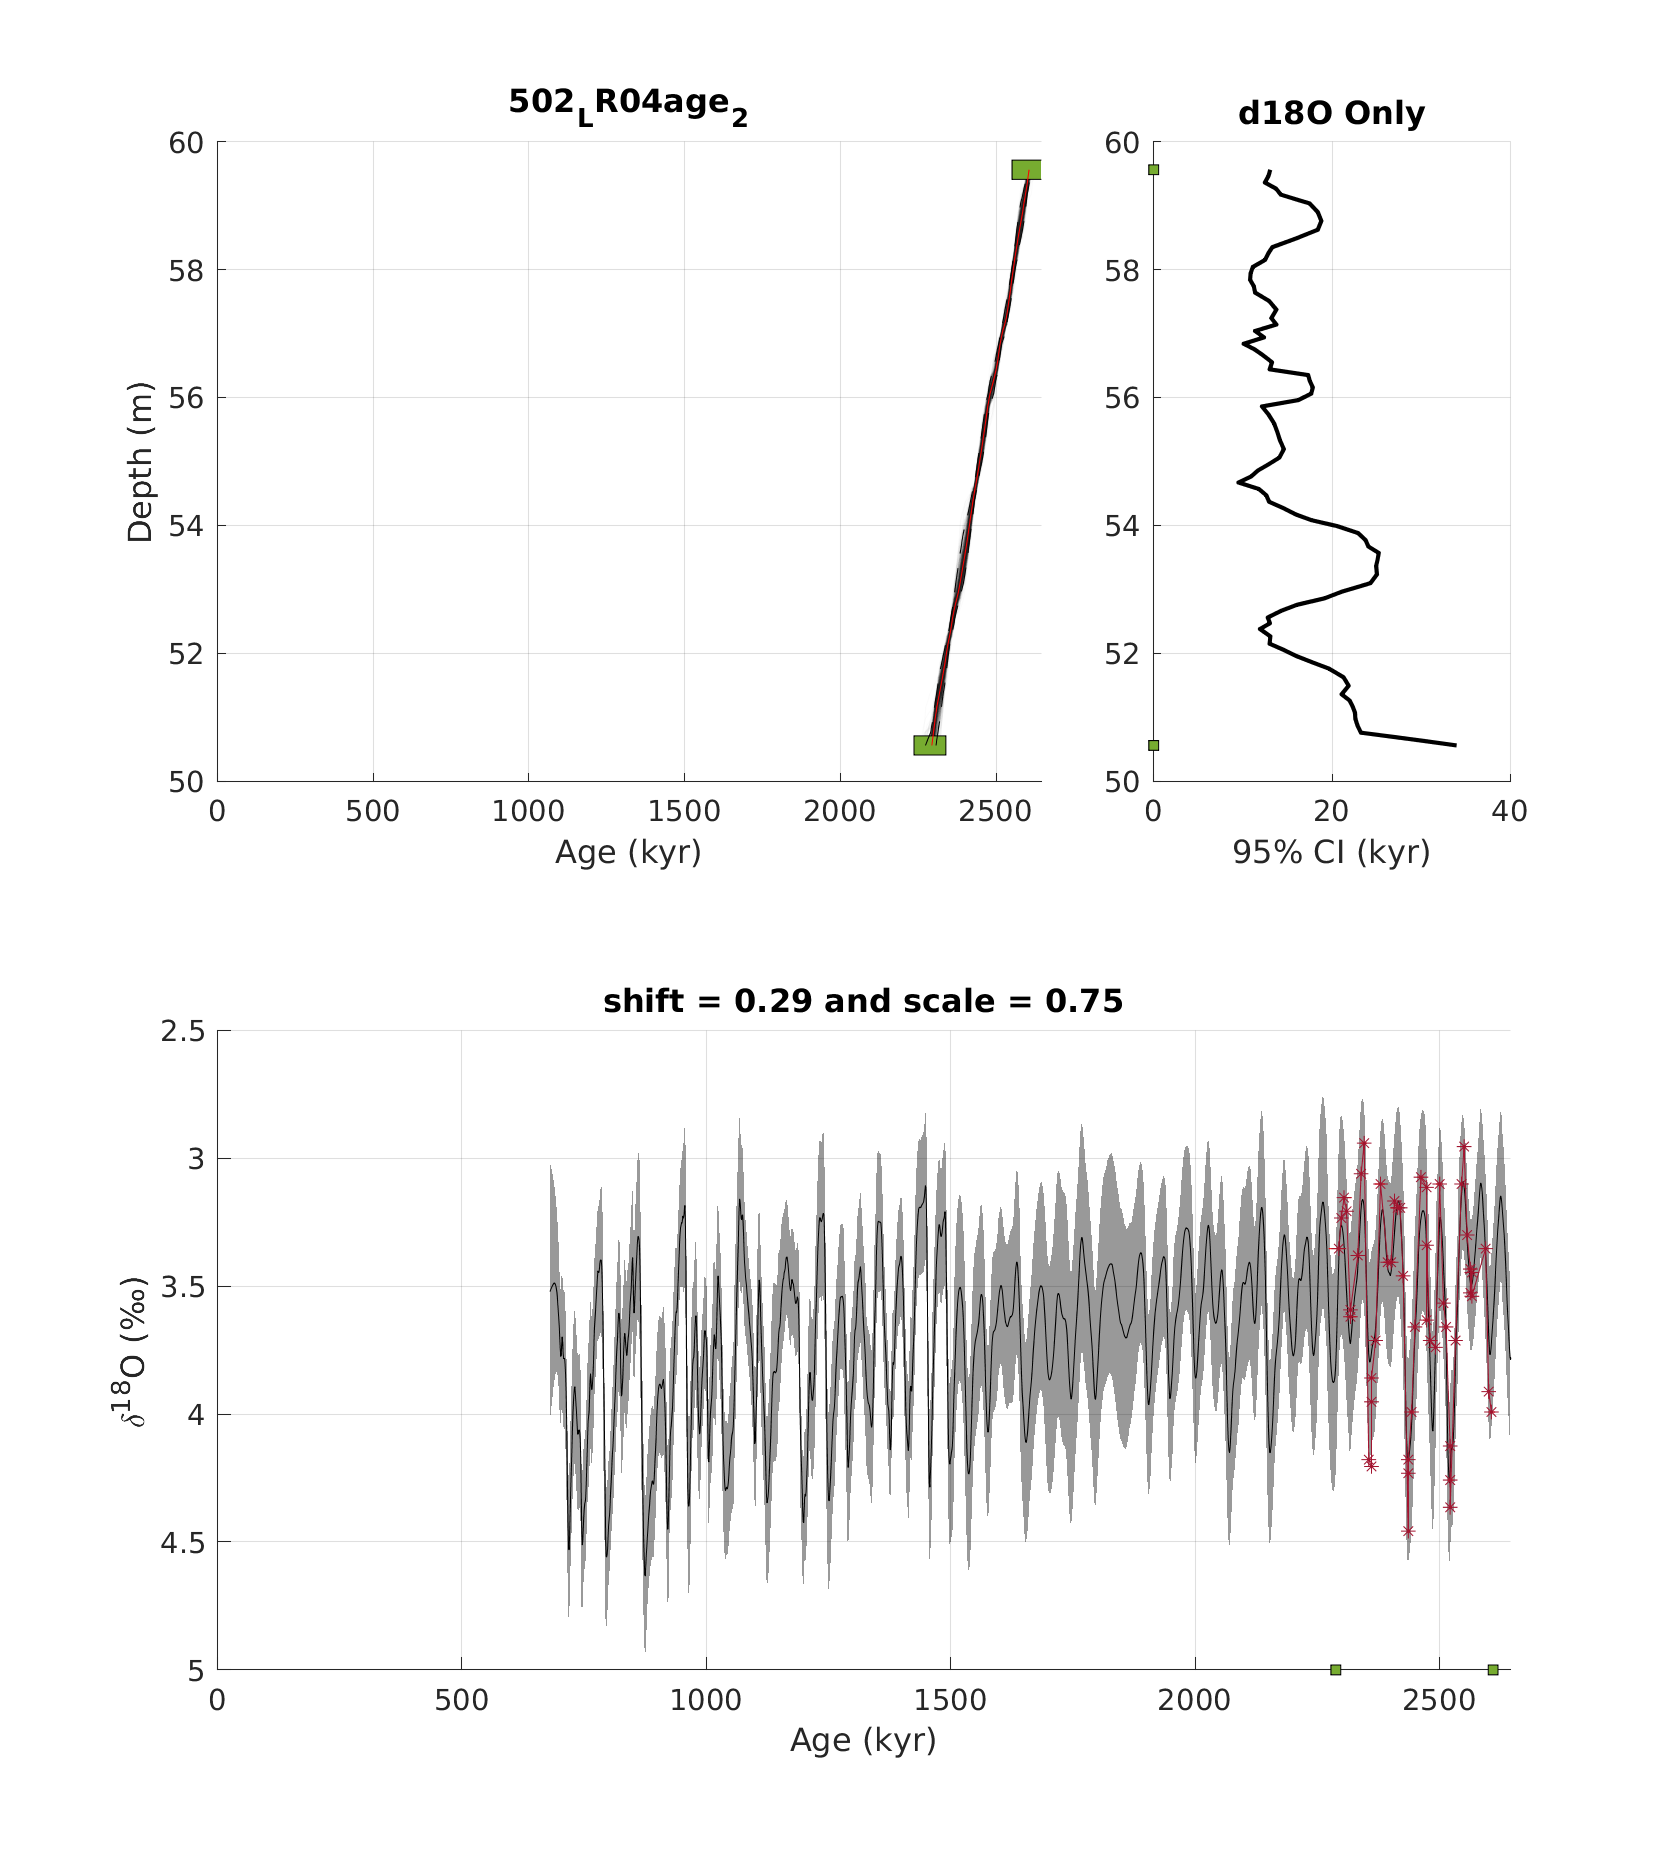 502LR04age2
d18O Only
60
58
56
54
52
50
Depth (m)
0 500 1000 1500 2000 2500
Age (kyr)
60
58
56
54
52
50
0 20 40
95% CI (kyr)
shift = 0.29 and scale = 0.75
2.5
3
3.5
4
4.5
5
δ18O (‰)
0 500 1000 1500 2000 2500
Age (kyr)